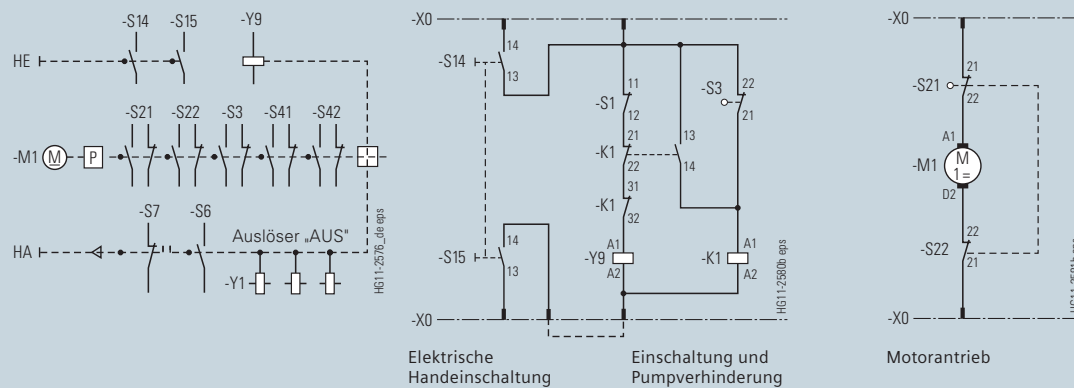 -S14 -S15 -Y9
HE
-S21 -S22 -S3 -S41 -S42
-M1 M P
-S7 -S6
Auslöser „AUS"
HA
-Y1
HG11-2576_de eps
-X0
14
-S14
13
11
-S1
12
22
-S3
21
21
-K1
22
13
14
31
-K1
32
14
-S15
13
A1
-Y9
A2
A1
-K1
A2
HG11-2580b eps
-X0
Elektrische
Handeinschaltung
Einschaltung und
Pumpverhinderung
-X0
21
-S21
22
A1
-M1
M
1=
D2
22
-S22
21
-X0
Motorantrieb